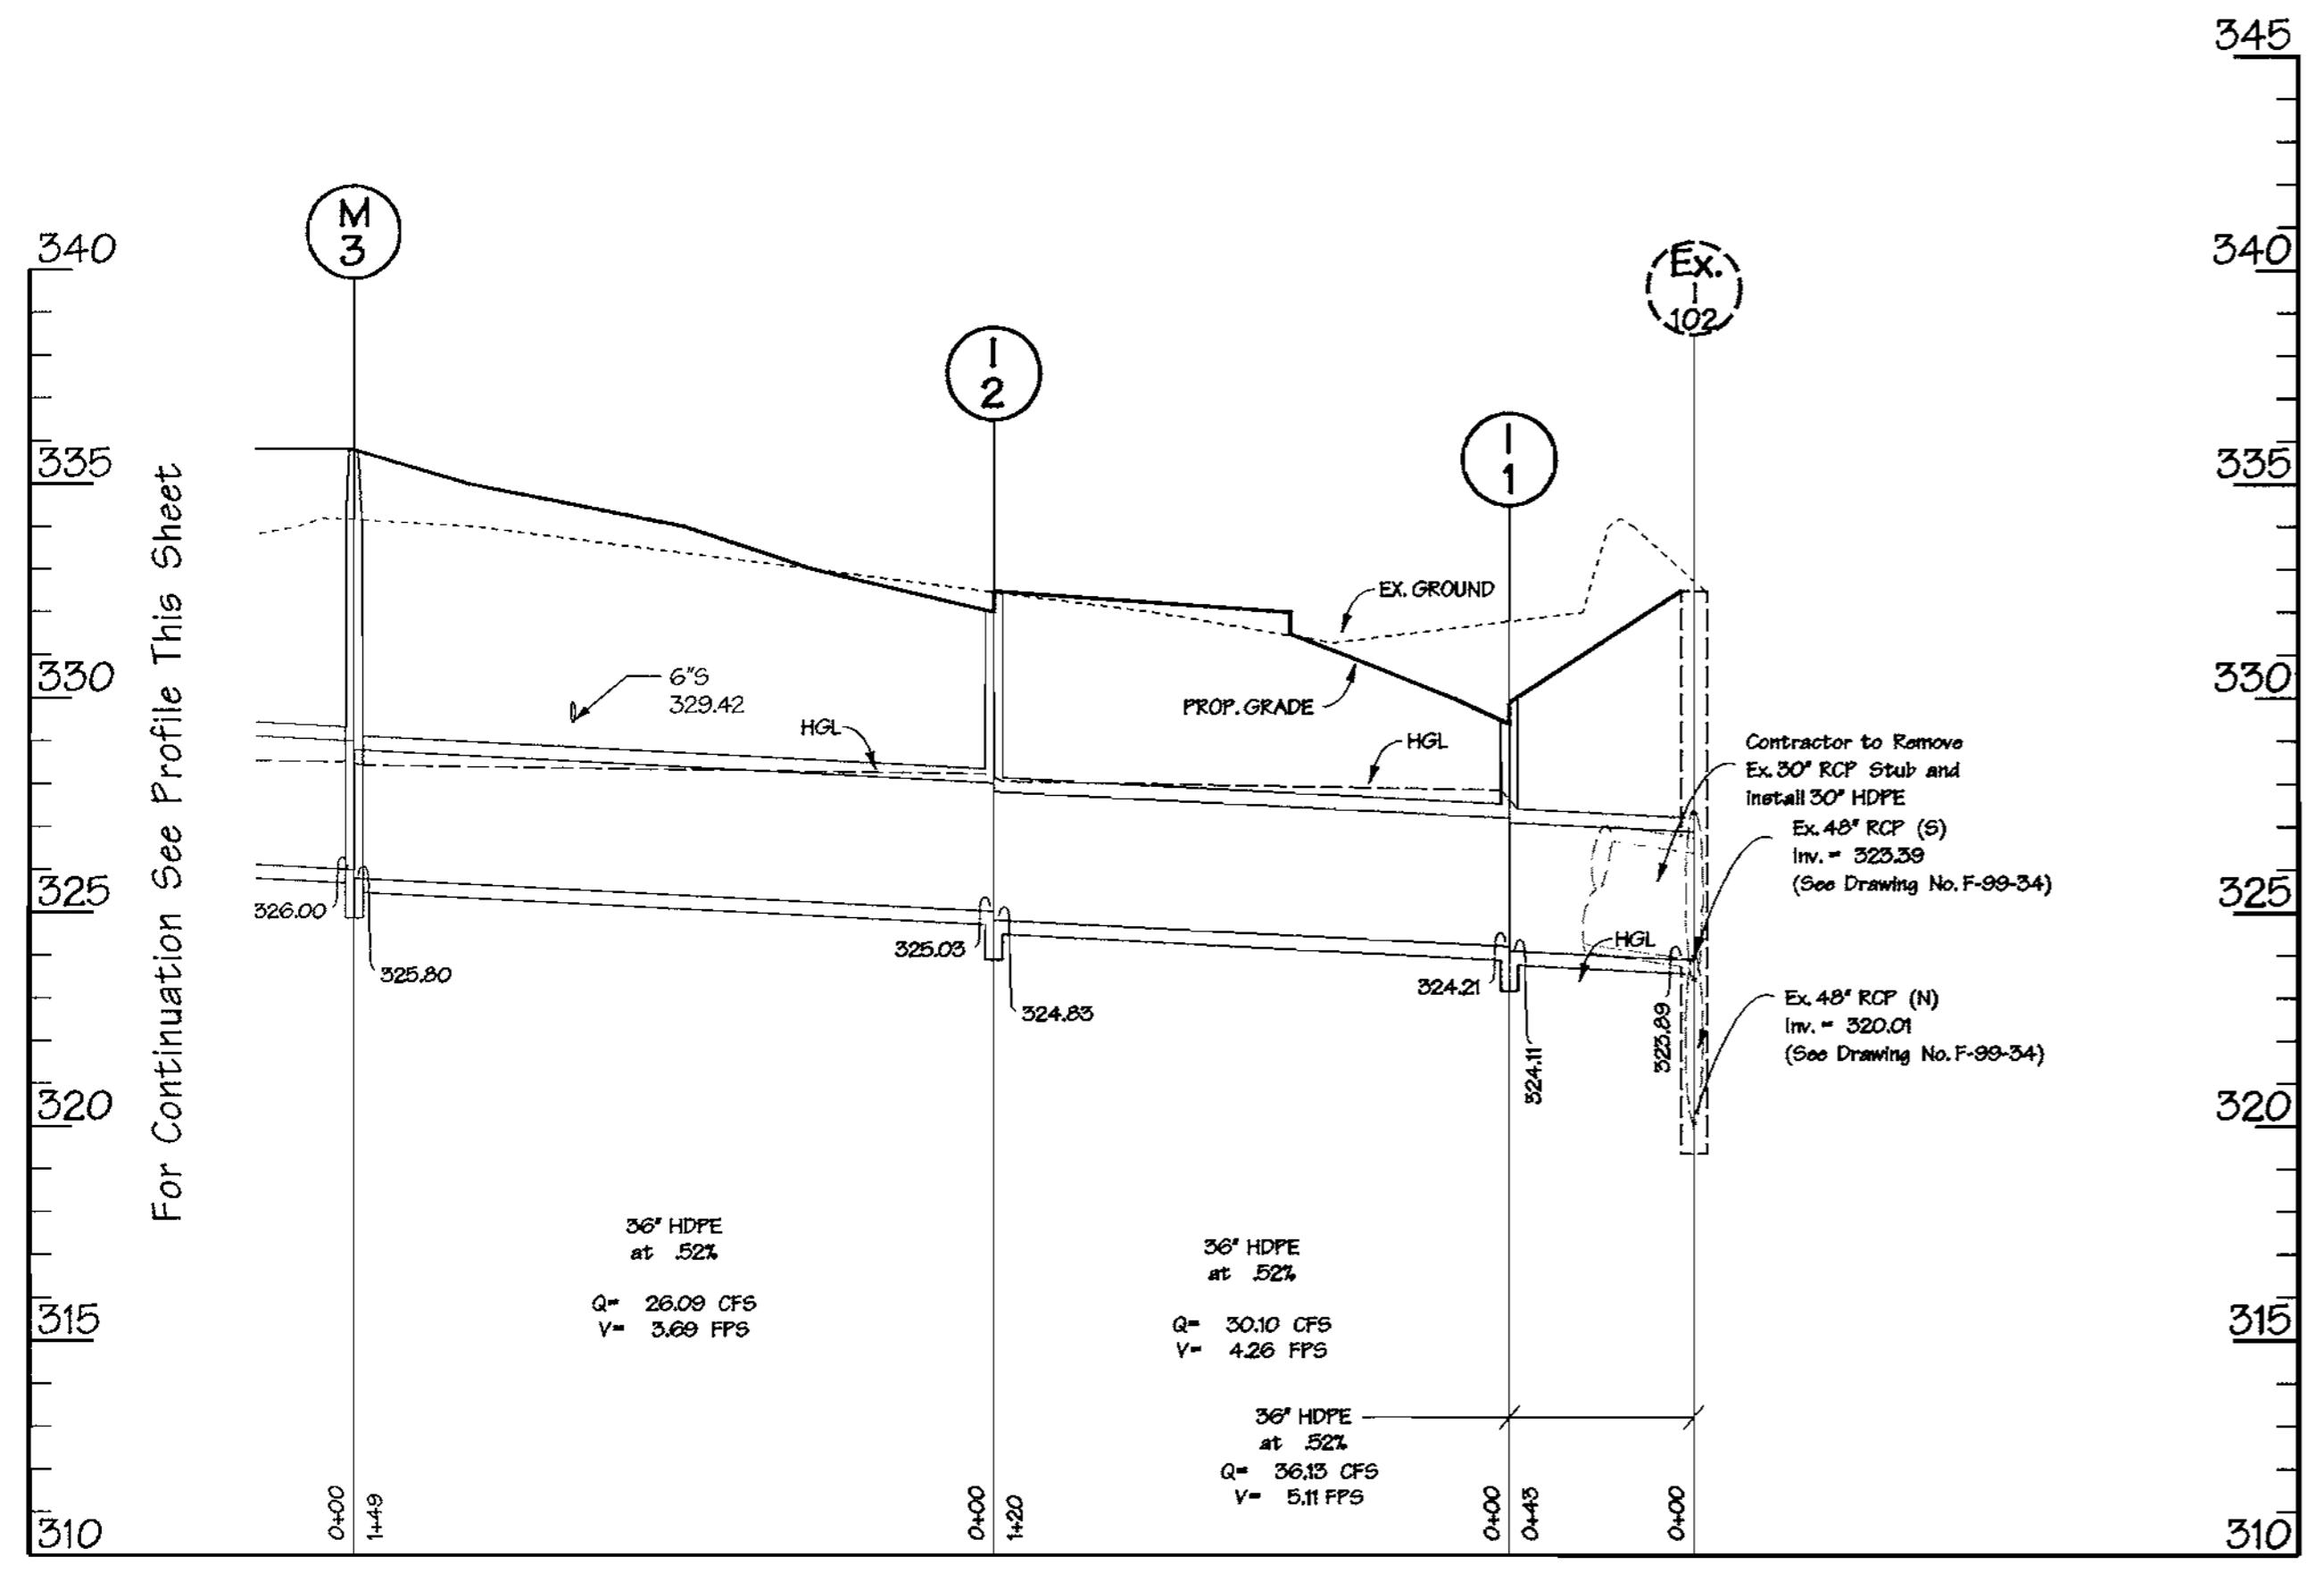 345
340
335
330
325
320
315
310
For Continuation See Profile This Sheet
M
3
I
2
I
1
Ex.
I
102
340
335
330
325
320
315
310
EX. GROUND
PROP. GRADE
6"S
329.42
HGL
HGL
Contractor to Remove
Ex. 30" RCP Stub and
install 30" HDPE
Ex. 48" RCP (S)
Inv. = 323.39
(See Drawing No. F-99-34)
HGL
Ex. 48" RCP (N)
Inv. = 320.01
(See Drawing No. F-99-34)
326.00
325.80
325.03
324.83
324.21
324.11
323.89
36" HDPE
at .52%
Q= 26.09 CFS
V= 3.69 FPS
36" HDPE
at .52%
Q= 30.10 CFS
V= 4.26 FPS
36" HDPE
at .52%
Q= 36.13 CFS
V= 5.11 FPS
0+00
1+49
0+00
1+20
0+00
0+43
0+00